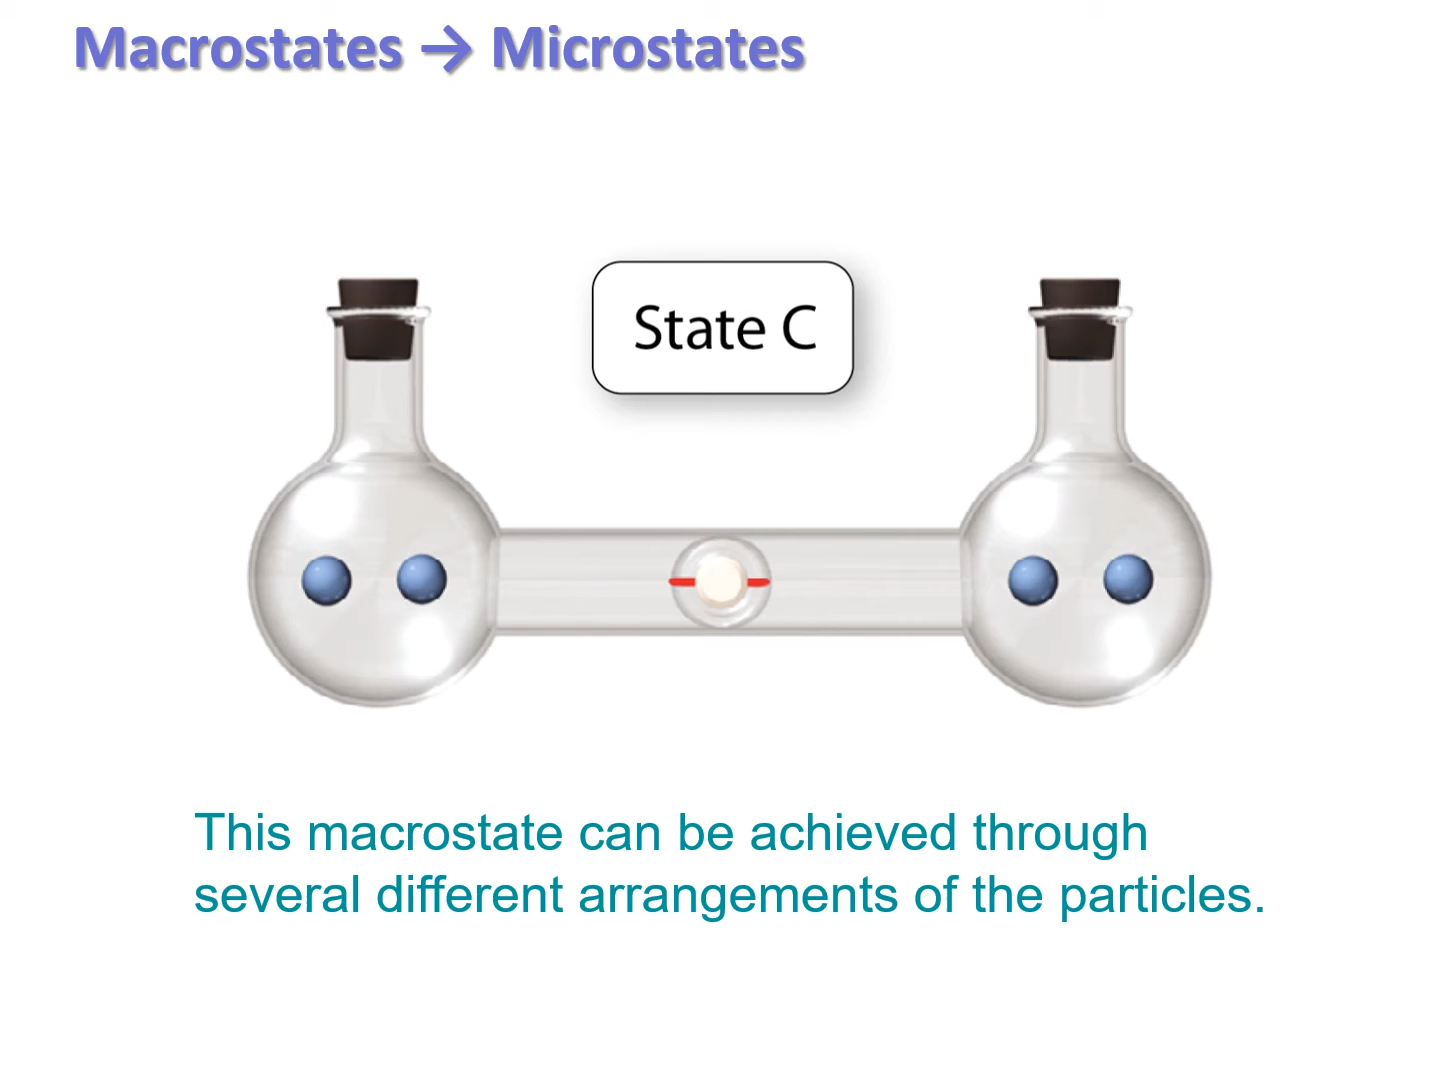 Macrostates → Microstates
State C
This macrostate can be achieved through
several different arrangements of the particles.